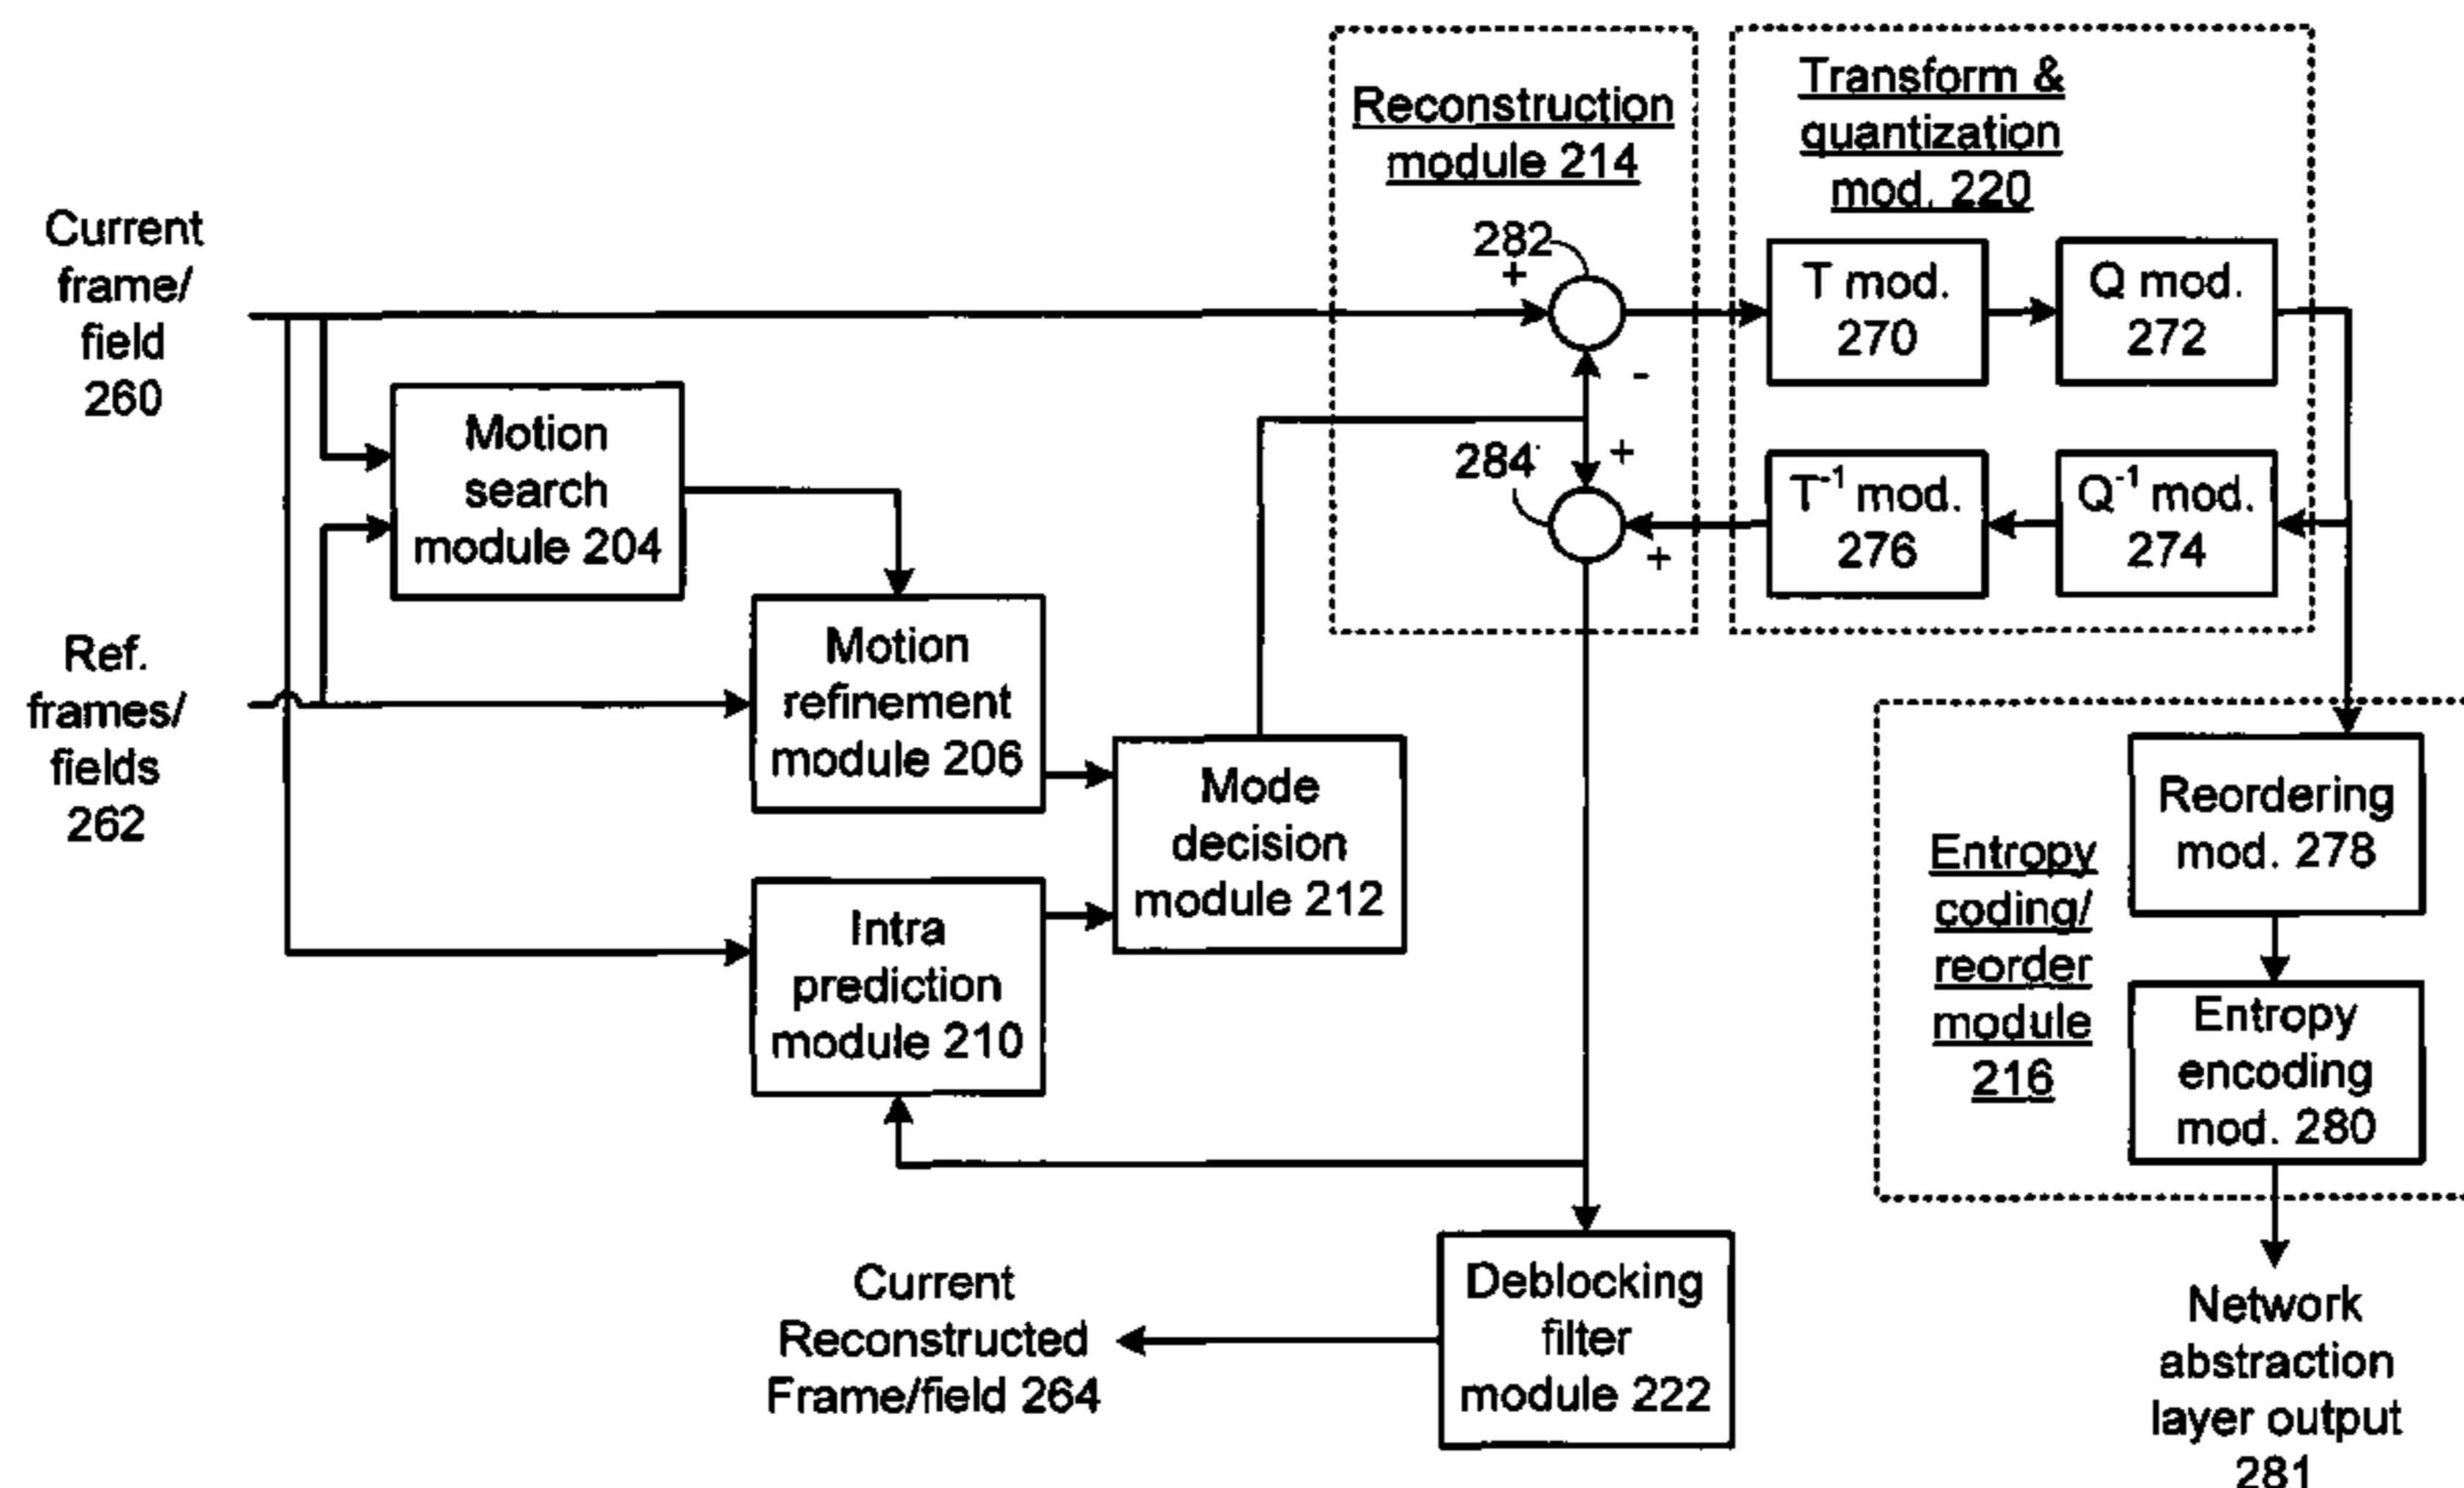 Current
frame/
field
260
Ref.
frames/
fields
262
Motion
search
module 204
Motion
refinement
module 206
Intra
prediction
module 210
Mode
decision
module 212
Reconstruction
module 214
282
+
-
284
+
+
Transform &
quantization
mod. 220
T mod.
270
Q mod.
272
T-1 mod.
276
Q-1 mod.
274
Entropy
coding/
reorder
module
216
Reordering
mod. 278
Entropy
encoding
mod. 280
Network
abstraction
layer output
281
Deblocking
filter
module 222
Current
Reconstructed
Frame/field 264